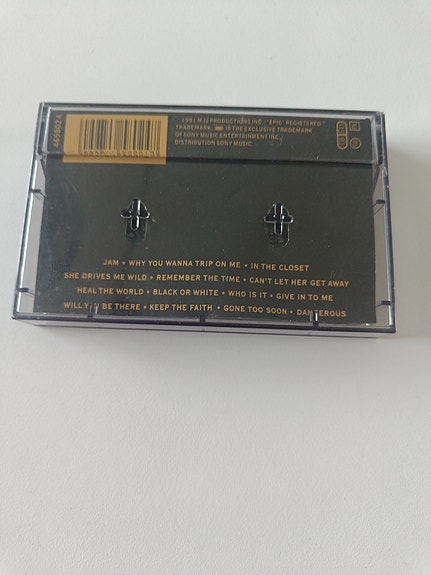 465802 4
1991 MJJ PRODUCTIONS INC. "EPIC" REGISTERED
TRADEMARK. IS THE EXCLUSIVE TRADEMARK
OF SONY MUSIC ENTERTAINMENT INC.
DISTRIBUTION SONY MUSIC
JAM • WHY YOU WANNA TRIP ON ME • IN THE CLOSET
SHE DRIVES ME WILD • REMEMBER THE TIME • CAN'T LET HER GET AWAY
HEAL THE WORLD • BLACK OR WHITE • WHO IS IT • GIVE IN TO ME
WILL YOU BE THERE • KEEP THE FAITH • GONE TOO SOON • DANGEROUS